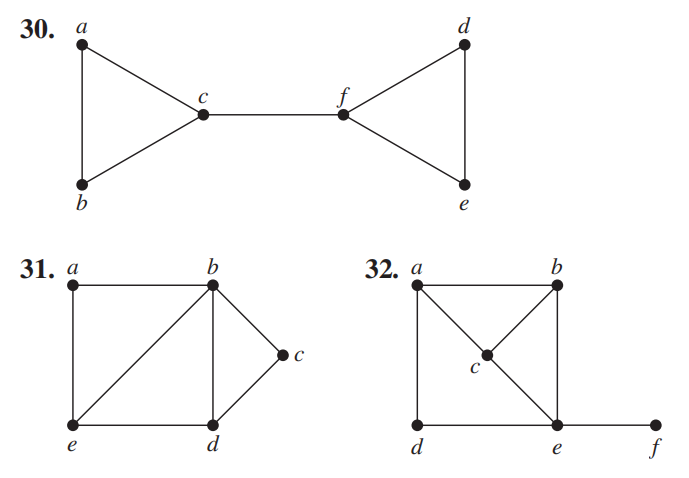 30. a d
c f
b e
31. a b 32. a b
c c
e d d e f